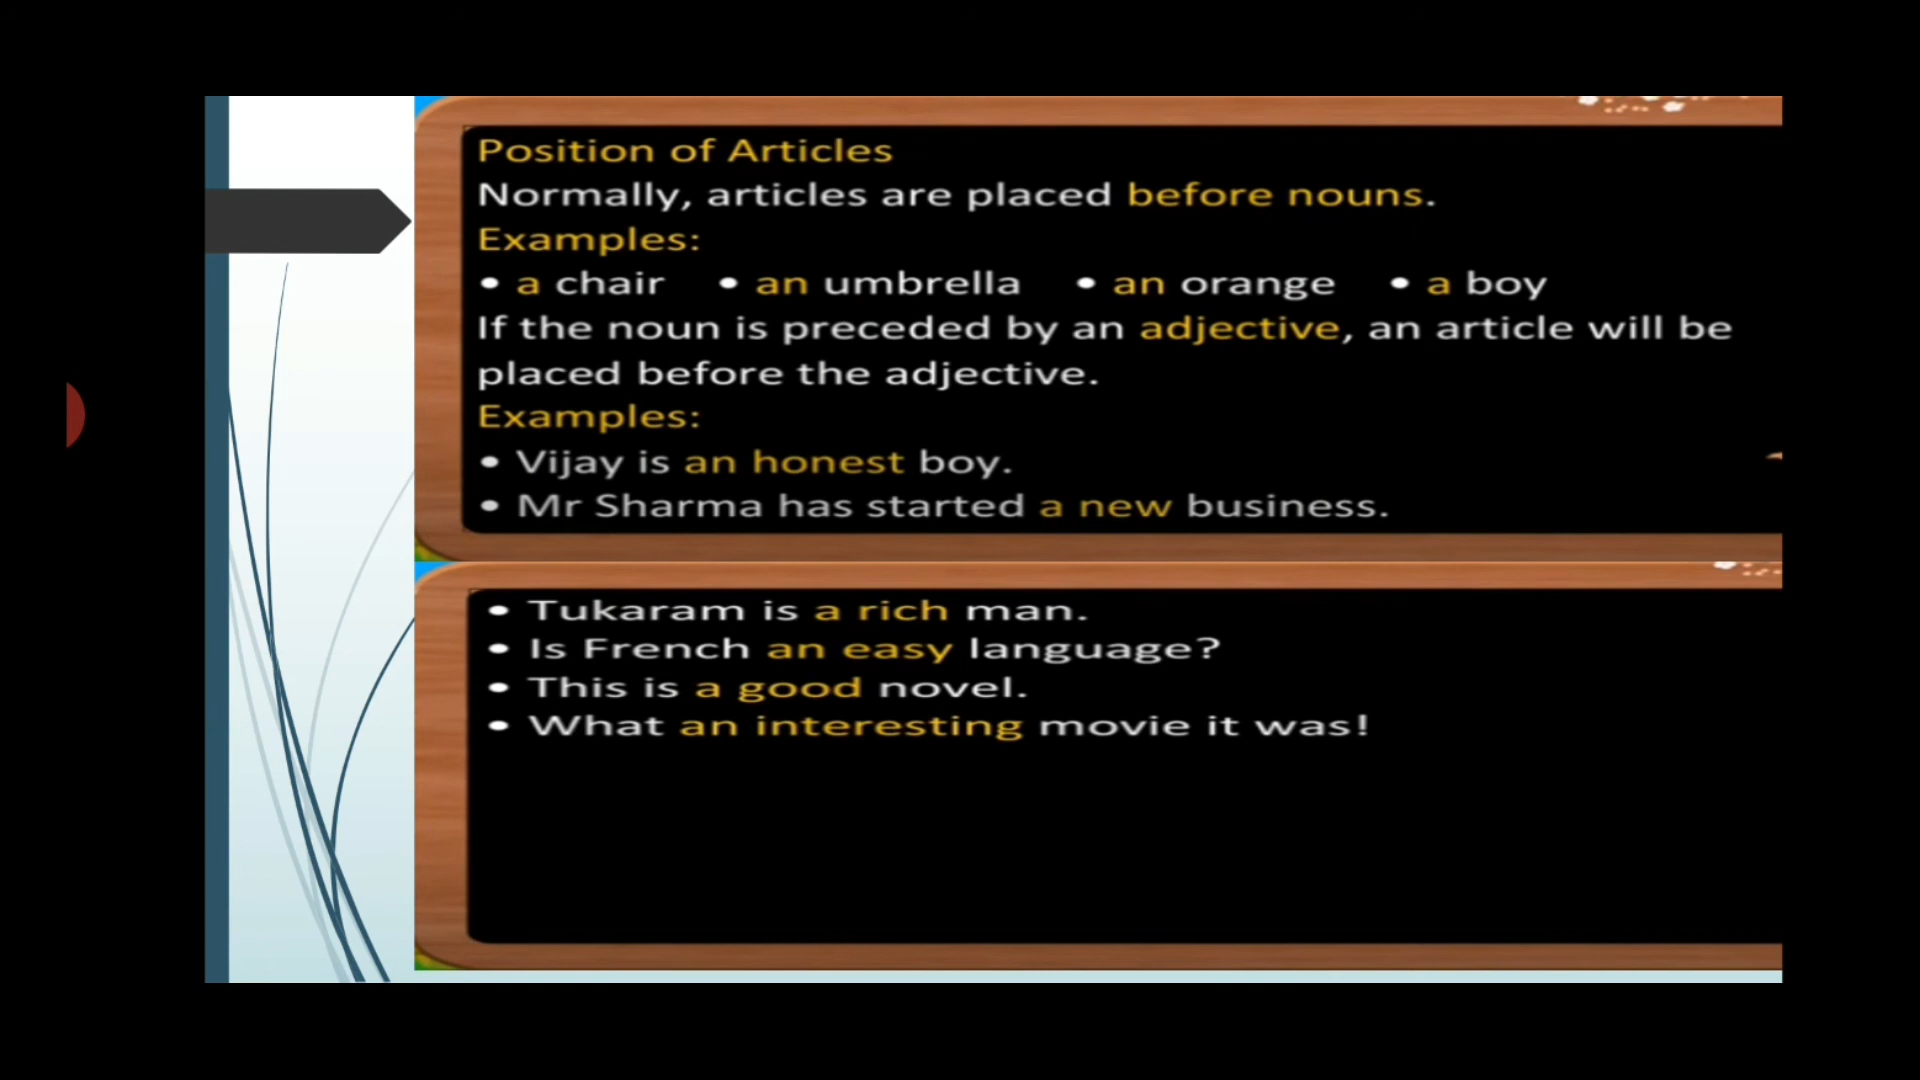 Position of Articles
Normally, articles are placed before nouns.
Examples:
• a chair • an umbrella • an orange • a boy
If the noun is preceded by an adjective, an article will be
placed before the adjective.
Examples:
• Vijay is an honest boy.
• Mr Sharma has started a new business.
• Tukaram is a rich man.
• Is French an easy language?
• This is a good novel.
• What an interesting movie it was!